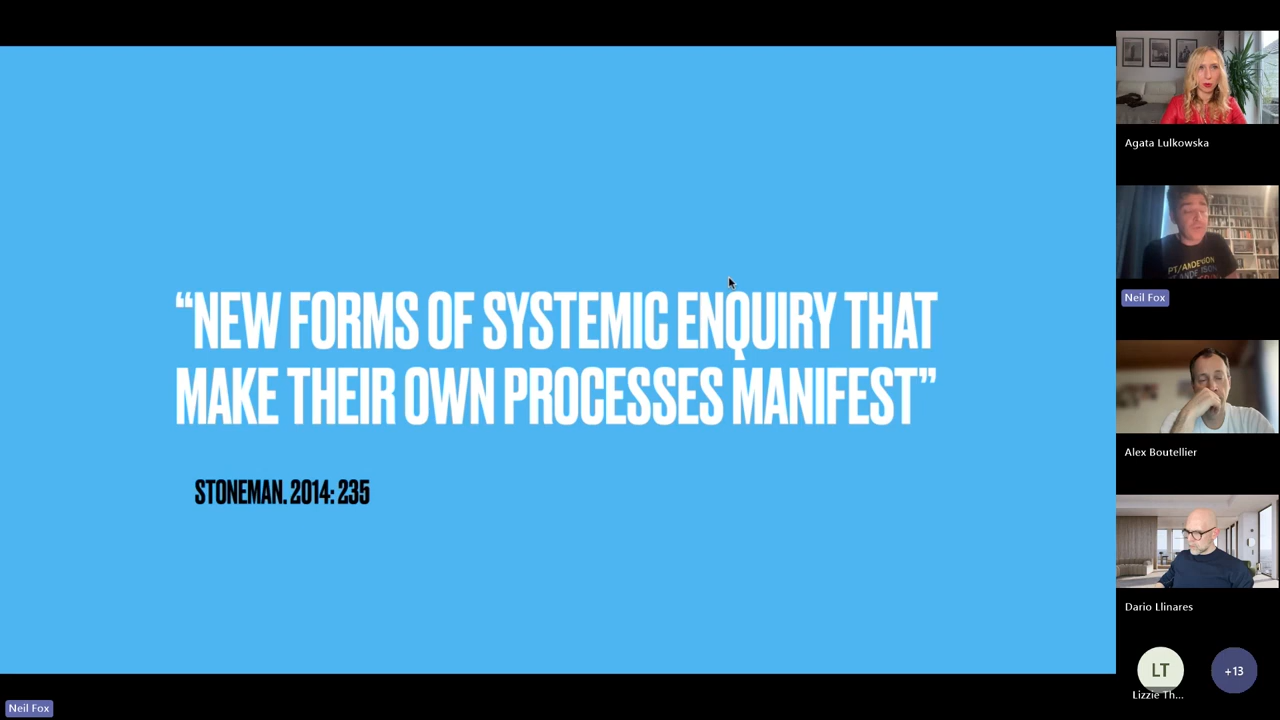 “NEW FORMS OF SYSTEMIC ENQUIRY THAT
MAKE THEIR OWN PROCESSES MANIFEST”
STONEMAN. 2014: 235
Agata Lulkowska
Neil Fox
Alex Boutellier
Dario Llinares
LT
+13
Lizzie Th...
Neil Fox